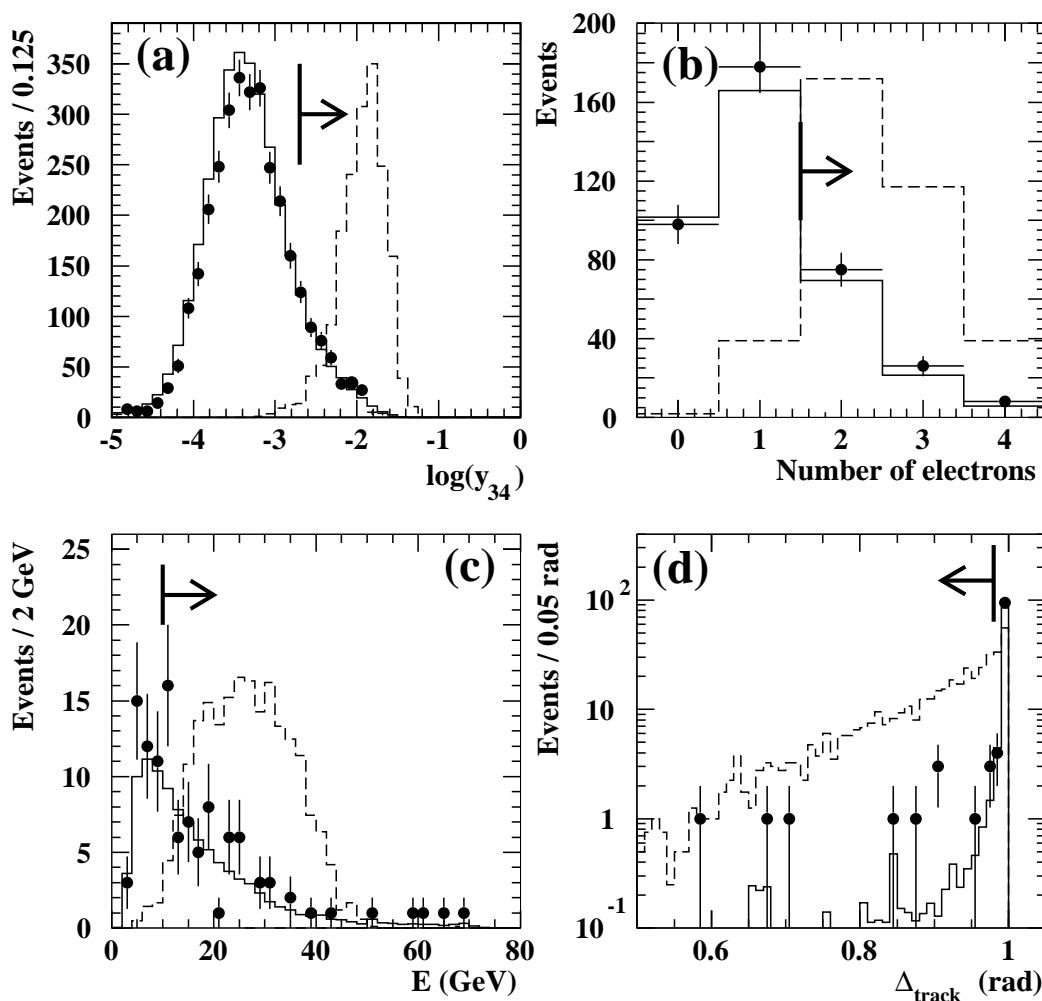 (a)
Events / 0.125
350
300
250
200
150
100
50
0
-5 -4 -3 -2 -1 0
log(y34)
(b)
Events
200
160
120
80
40
0
0 1 2 3 4
Number of electrons
(c)
Events / 2 GeV
25
20
15
10
5
0
0 20 40 60 80
E (GeV)
(d)
Events / 0.05 rad
10 2
10
1
10 -1
0.6 0.8 1
Δtrack (rad)